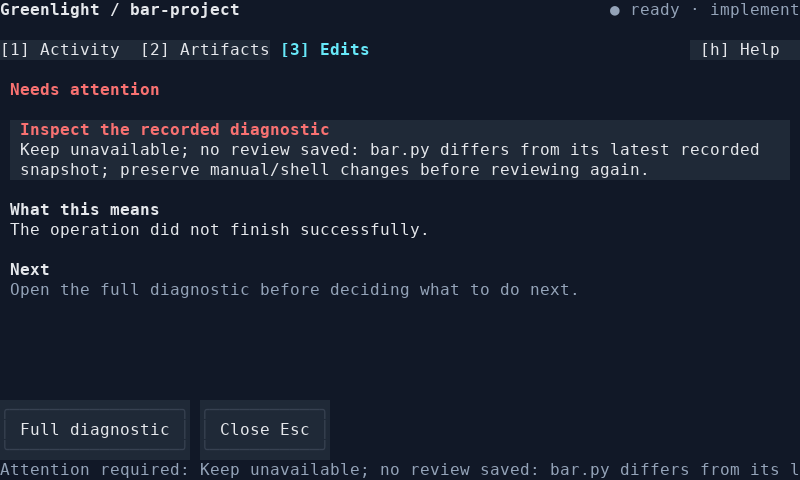 Greenlight / bar-project ● ready · implement
[1] Activity [2] Artifacts [3] Edits [h] Help
Needs attention
Inspect the recorded diagnostic
Keep unavailable; no review saved: bar.py differs from its latest recorded
snapshot; preserve manual/shell changes before reviewing again.
What this means
The operation did not finish successfully.
Next
Open the full diagnostic before deciding what to do next.
Full diagnostic Close Esc
Attention required: Keep unavailable; no review saved: bar.py differs from its l